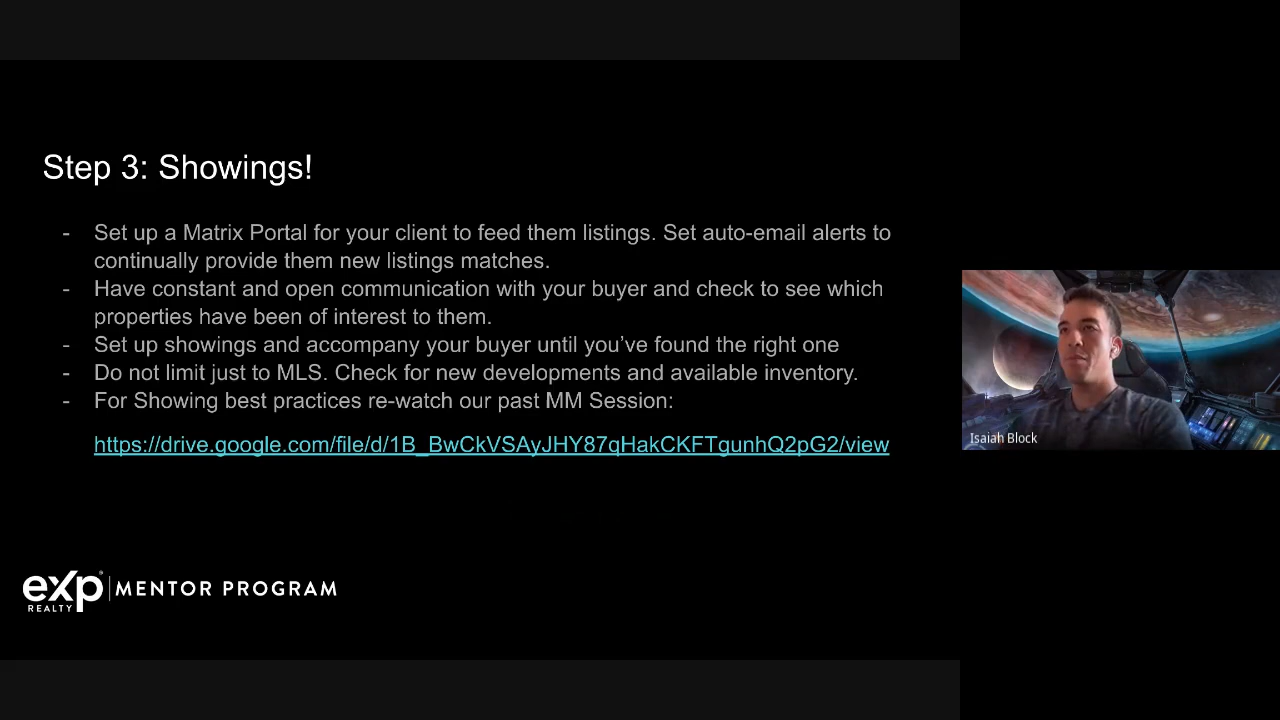 Step 3: Showings!
- Set up a Matrix Portal for your client to feed them listings. Set auto-email alerts to
continually provide them new listings matches.
- Have constant and open communication with your buyer and check to see which
properties have been of interest to them.
- Set up showings and accompany your buyer until you’ve found the right one
- Do not limit just to MLS. Check for new developments and available inventory.
- For Showing best practices re-watch our past MM Session:
https://drive.google.com/file/d/1B_BwCkVSAyJHY87qHakCKFTgunhQ2pG2/view
Isaiah Block
eXp® REALTY | MENTOR PROGRAM